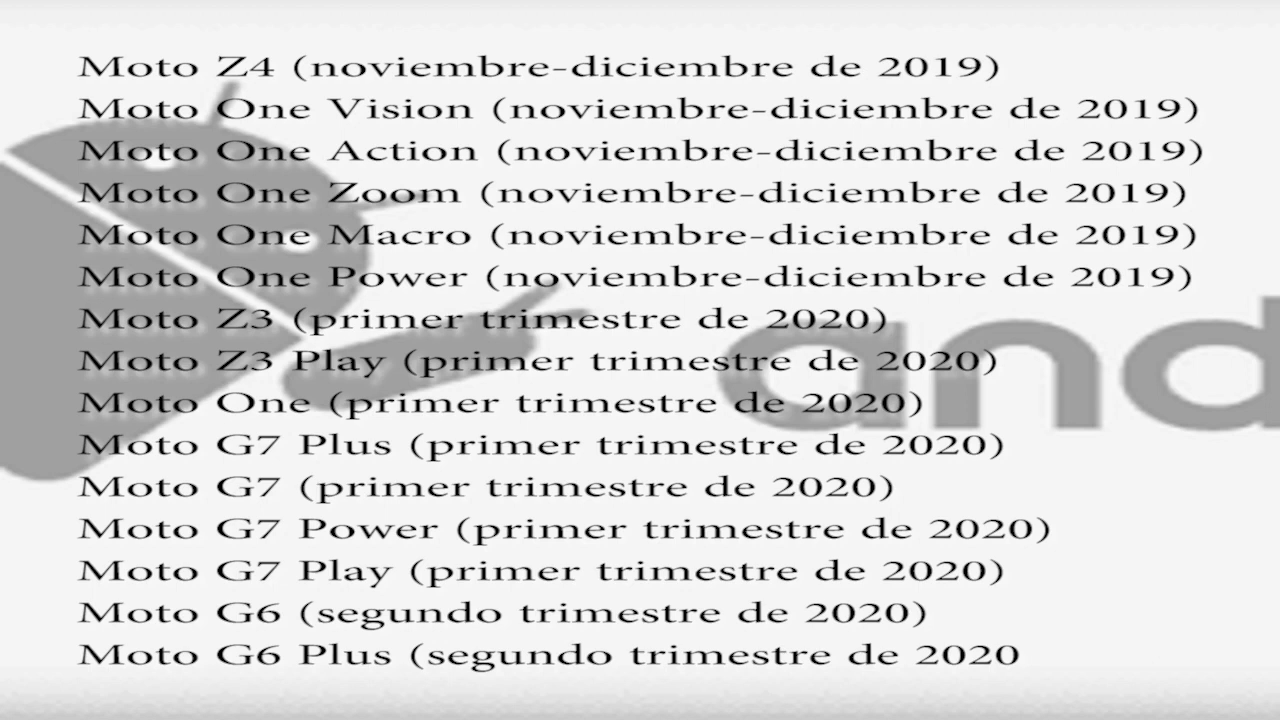 Moto Z4 (noviembre-diciembre de 2019)
Moto One Vision (noviembre-diciembre de 2019)
Moto One Action (noviembre-diciembre de 2019)
Moto One Zoom (noviembre-diciembre de 2019)
Moto One Macro (noviembre-diciembre de 2019)
Moto One Power (noviembre-diciembre de 2019)
Moto Z3 (primer trimestre de 2020)
Moto Z3 Play (primer trimestre de 2020)
Moto One (primer trimestre de 2020)
Moto G7 Plus (primer trimestre de 2020)
Moto G7 (primer trimestre de 2020)
Moto G7 Power (primer trimestre de 2020)
Moto G7 Play (primer trimestre de 2020)
Moto G6 (segundo trimestre de 2020)
Moto G6 Plus (segundo trimestre de 2020
and